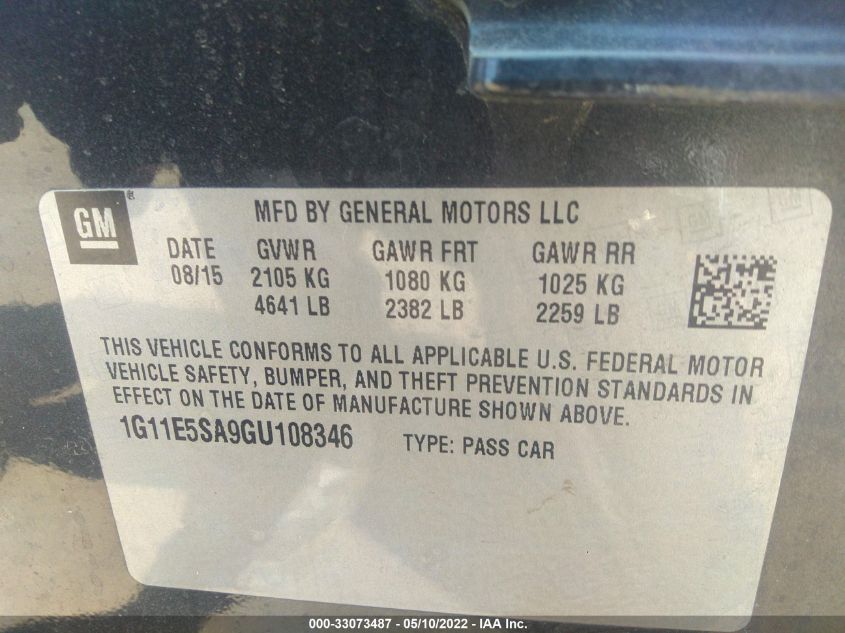 GM ®
MFD BY GENERAL MOTORS LLC
DATE GVWR GAWR FRT GAWR RR
08/15 2105 KG 1080 KG 1025 KG
4641 LB 2382 LB 2259 LB
THIS VEHICLE CONFORMS TO ALL APPLICABLE U.S. FEDERAL MOTOR
VEHICLE SAFETY, BUMPER, AND THEFT PREVENTION STANDARDS IN
EFFECT ON THE DATE OF MANUFACTURE SHOWN ABOVE.
1G11E5SA9GU108346 TYPE: PASS CAR
000-33073487 - 05/10/2022 - IAA Inc.